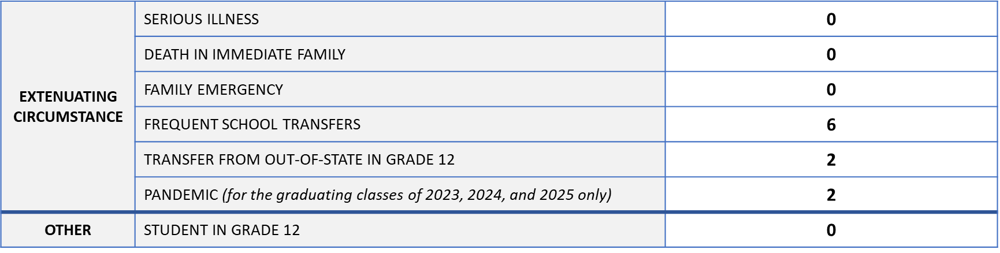 EXTENUATING
CIRCUMSTANCE
SERIOUS ILLNESS 0
DEATH IN IMMEDIATE FAMILY 0
FAMILY EMERGENCY 0
FREQUENT SCHOOL TRANSFERS 6
TRANSFER FROM OUT-OF-STATE IN GRADE 12 2
PANDEMIC (for the graduating classes of 2023, 2024, and 2025 only) 2
OTHER STUDENT IN GRADE 12 0